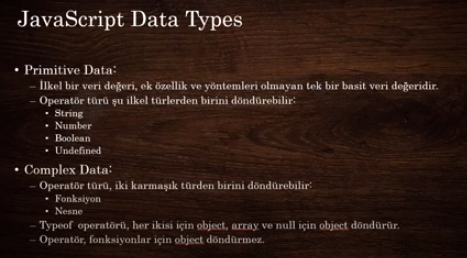 JavaScript Data Types
• Primitive Data:
– İlkel bir veri değeri, ek özellik ve yöntemleri olmayan tek bir basit veri değeridir.
– Operatör türü şu ilkel türlerden birini döndürebilir:
• String
• Number
• Boolean
• Undefined
• Complex Data:
– Operatör türü, iki karmaşık türden birini döndürebilir:
• Fonksiyon
• Nesne
– Typeof operatörü, her ikisi için object, array ve null için object döndürür.
– Operatör, fonksiyonlar için object döndürmez.